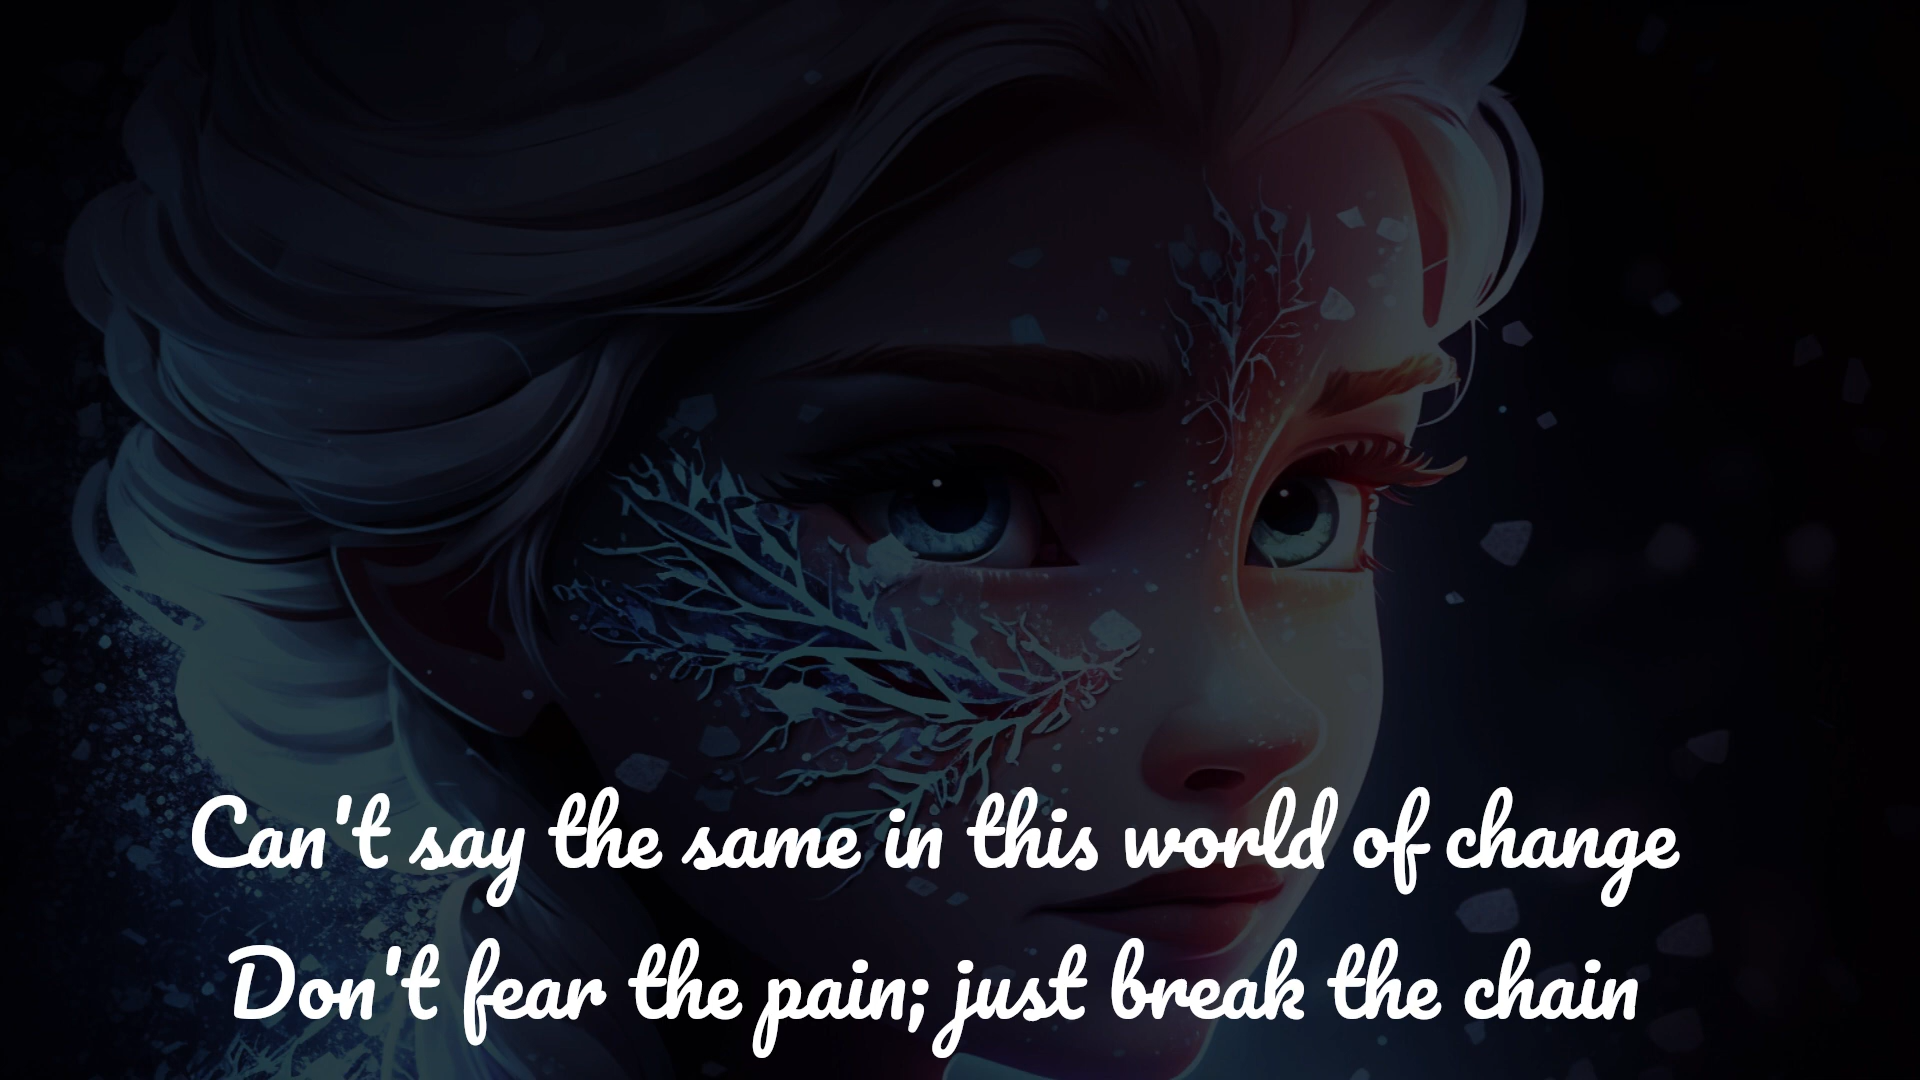 Can't say the same in this world of change
Don't fear the pain; just break the chain